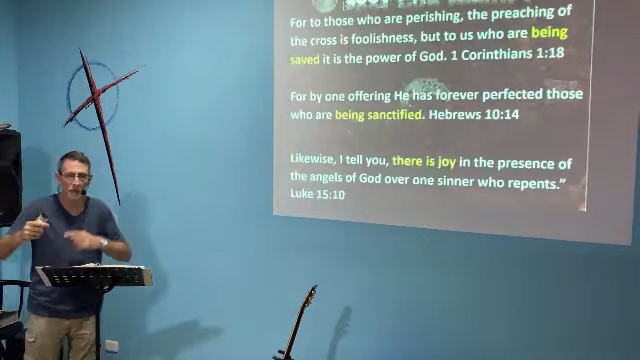 For to those who are perishing, the preaching of
the cross is foolishness, but to us who are being
saved it is the power of God. 1 Corinthians 1:18
For by one offering He has forever perfected those
who are being sanctified. Hebrews 10:14
Likewise, I tell you, there is joy in the presence of
the angels of God over one sinner who repents.”
Luke 15:10